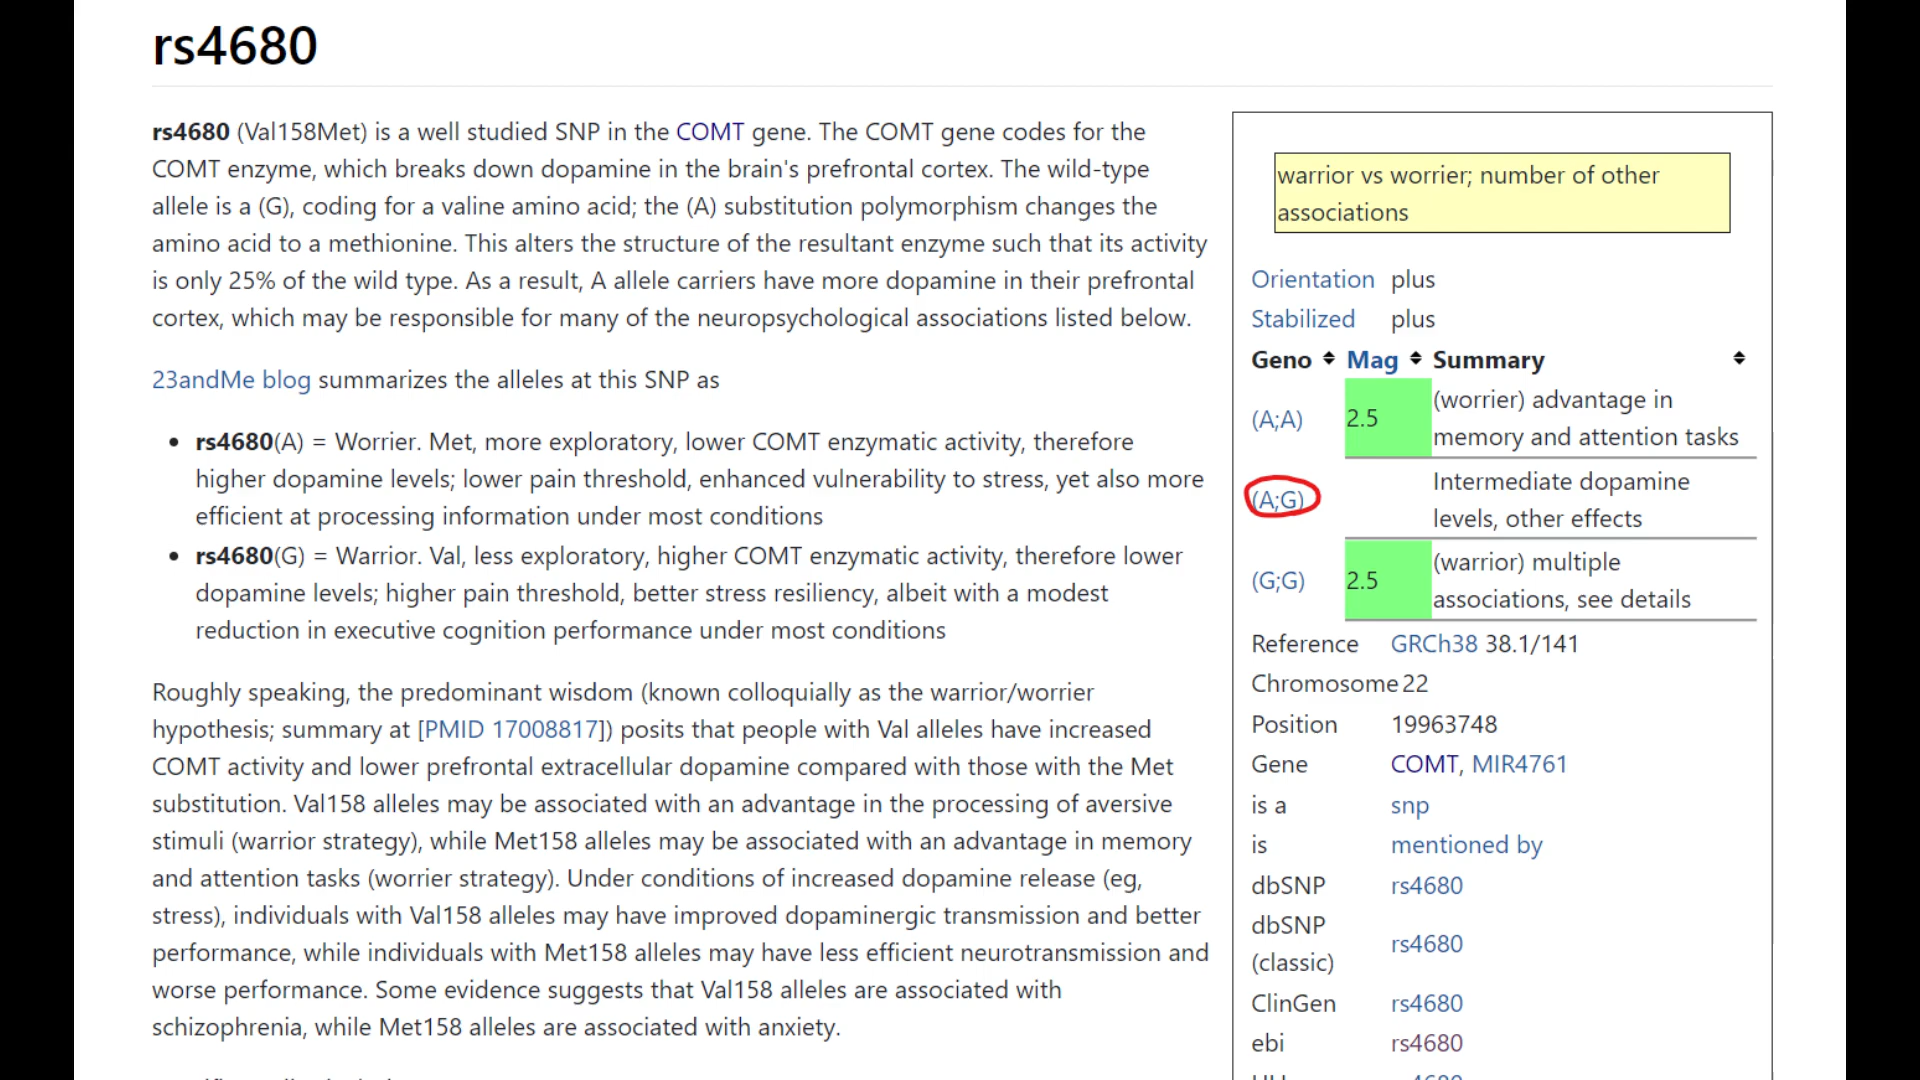 rs4680
rs4680 (Val158Met) is a well studied SNP in the COMT gene. The COMT gene codes for the
COMT enzyme, which breaks down dopamine in the brain's prefrontal cortex. The wild-type
allele is a (G), coding for a valine amino acid; the (A) substitution polymorphism changes the
amino acid to a methionine. This alters the structure of the resultant enzyme such that its activity
is only 25% of the wild type. As a result, A allele carriers have more dopamine in their prefrontal
cortex, which may be responsible for many of the neuropsychological associations listed below.
23andMe blog summarizes the alleles at this SNP as
• rs4680(A) = Worrier. Met, more exploratory, lower COMT enzymatic activity, therefore
higher dopamine levels; lower pain threshold, enhanced vulnerability to stress, yet also more
efficient at processing information under most conditions
• rs4680(G) = Warrior. Val, less exploratory, higher COMT enzymatic activity, therefore lower
dopamine levels; higher pain threshold, better stress resiliency, albeit with a modest
reduction in executive cognition performance under most conditions
Roughly speaking, the predominant wisdom (known colloquially as the warrior/worrier
hypothesis; summary at [PMID 17008817]) posits that people with Val alleles have increased
COMT activity and lower prefrontal extracellular dopamine compared with those with the Met
substitution. Val158 alleles may be associated with an advantage in the processing of aversive
stimuli (warrior strategy), while Met158 alleles may be associated with an advantage in memory
and attention tasks (worrier strategy). Under conditions of increased dopamine release (eg,
stress), individuals with Val158 alleles may have improved dopaminergic transmission and better
performance, while individuals with Met158 alleles may have less efficient neurotransmission and
worse performance. Some evidence suggests that Val158 alleles are associated with
schizophrenia, while Met158 alleles are associated with anxiety.
warrior vs worrier; number of other
associations
Orientation plus
Stabilized plus
Geno Mag Summary
(A;A) 2.5 (worrier) advantage in
memory and attention tasks
(A;G) Intermediate dopamine
levels, other effects
(G;G) 2.5 (warrior) multiple
associations, see details
Reference GRCh38 38.1/141
Chromosome 22
Position 19963748
Gene COMT, MIR4761
is a snp
is mentioned by
dbSNP rs4680
dbSNP
(classic) rs4680
ClinGen rs4680
ebi rs4680